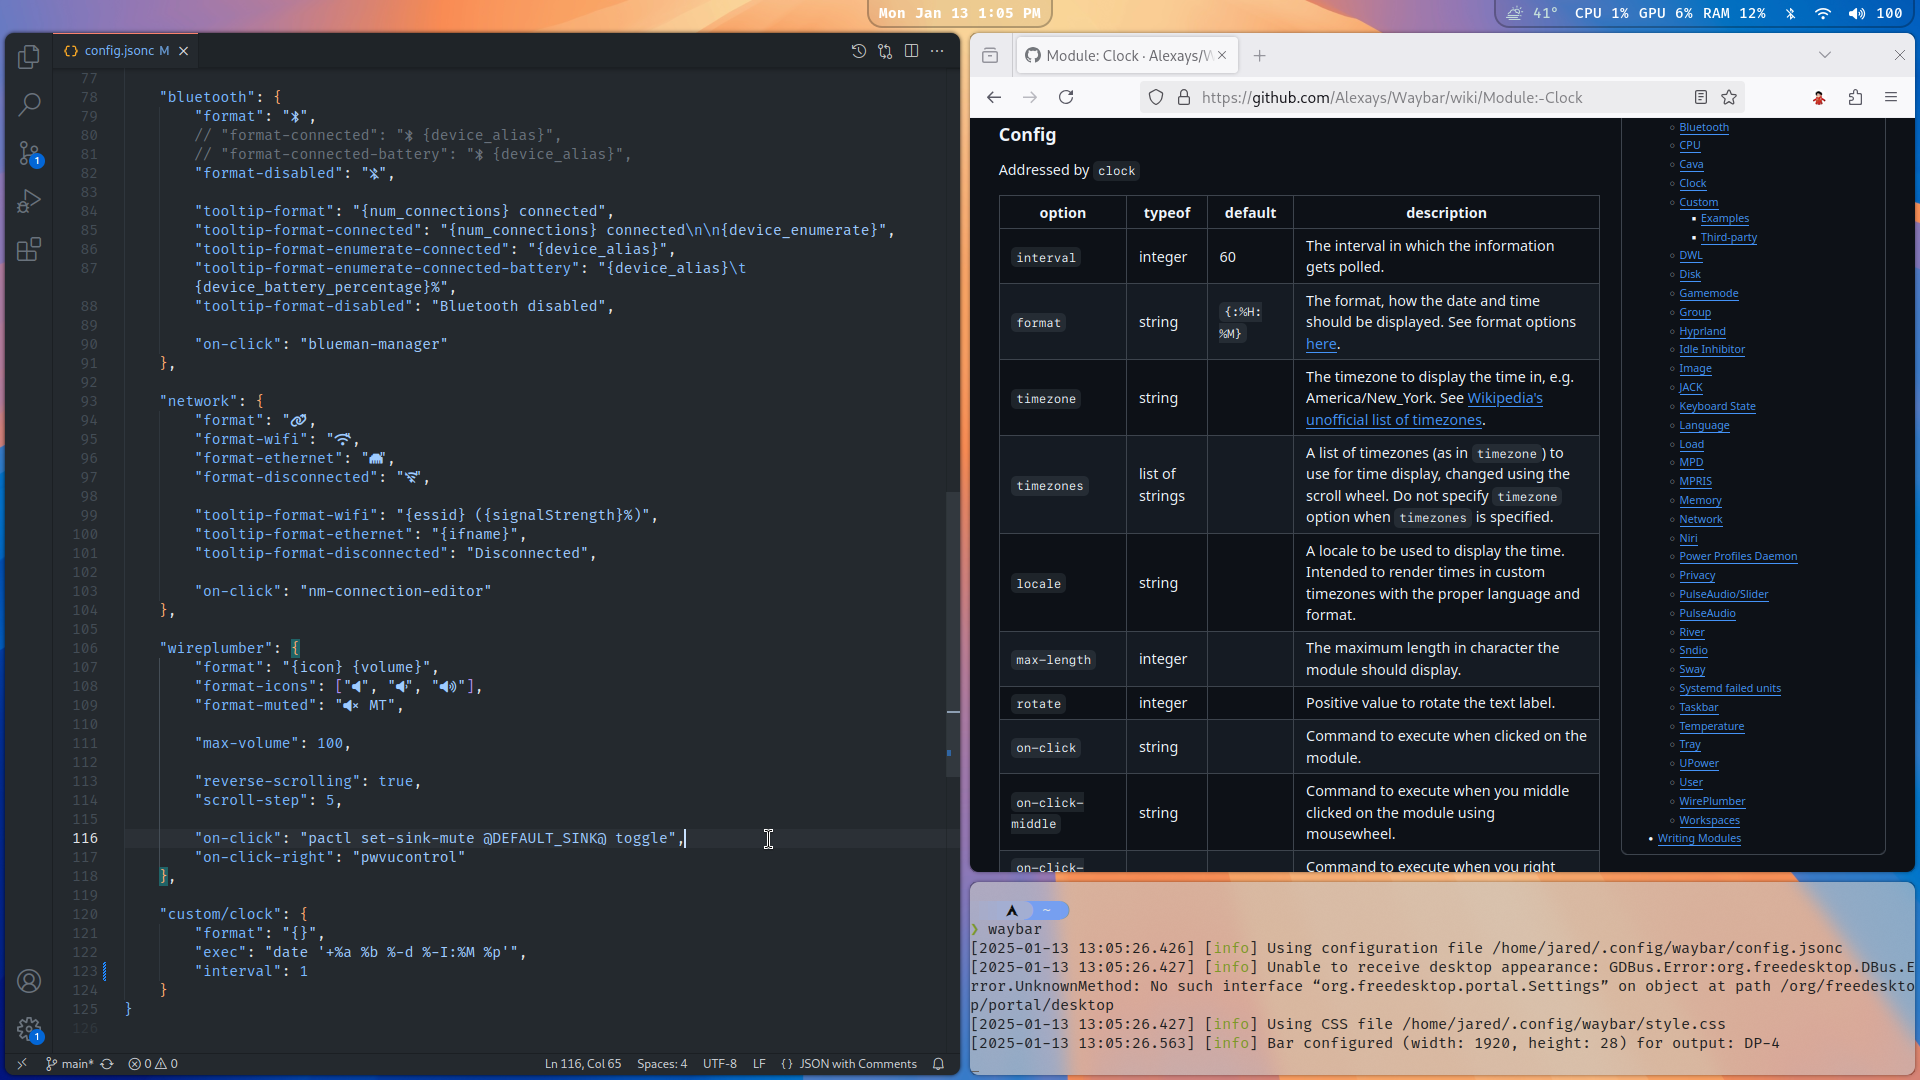 Mon Jan 13 1:05 PM
41° CPU 1% GPU 6% RAM 12% 100
config.jsonc M
77
78 "bluetooth": {
79 "format": "",
80 // "format-connected": " {device_alias}",
81 // "format-connected-battery": " {device_alias}",
82 "format-disabled": "",
83
84 "tooltip-format": "{num_connections} connected",
85 "tooltip-format-connected": "{num_connections} connected\n\n{device_enumerate}",
86 "tooltip-format-enumerate-connected": "{device_alias}",
87 "tooltip-format-enumerate-connected-battery": "{device_alias}\t
{device_battery_percentage}%",
88 "tooltip-format-disabled": "Bluetooth disabled",
89
90 "on-click": "blueman-manager"
91 },
92
93 "network": {
94 "format": "",
95 "format-wifi": "",
96 "format-ethernet": "",
97 "format-disconnected": "",
98
99 "tooltip-format-wifi": "{essid} ({signalStrength}%)",
100 "tooltip-format-ethernet": "{ifname}",
101 "tooltip-format-disconnected": "Disconnected",
102
103 "on-click": "nm-connection-editor"
104 },
105
106 "wireplumber": {
107 "format": "{icon} {volume}",
108 "format-icons": ["", "", ""],
109 "format-muted": " MT",
110
111 "max-volume": 100,
112
113 "reverse-scrolling": true,
114 "scroll-step": 5,
115
116 "on-click": "pactl set-sink-mute @DEFAULT_SINK@ toggle",
117 "on-click-right": "pwvucontrol"
118 },
119
120 "custom/clock": {
121 "format": "{}",
122 "exec": "date '+%a %b %-d %-I:%M %p'",
123 "interval": 1
124 }
125 }
126
1
1
main* 0 0 Ln 116, Col 65 Spaces: 4 UTF-8 LF {} JSON with Comments
Module: Clock · Alexays/W
https://github.com/Alexays/Waybar/wiki/Module:-Clock
Config
Addressed by clock
option typeof default description
interval integer 60 The interval in which the information
gets polled.
format string {:%H:
%M} The format, how the date and time
should be displayed. See format options
here.
timezone string The timezone to display the time in, e.g.
America/New_York. See Wikipedia's
unofficial list of timezones.
timezones list of
strings A list of timezones (as in timezone) to
use for time display, changed using the
scroll wheel. Do not specify timezone
option when timezones is specified.
locale string A locale to be used to display the time.
Intended to render times in custom
timezones with the proper language and
format.
max-length integer The maximum length in character the
module should display.
rotate integer Positive value to rotate the text label.
on-click string Command to execute when clicked on the
module.
on-click-
middle string Command to execute when you middle
clicked on the module using
mousewheel.
on-click- Command to execute when you right
Bluetooth
CPU
Cava
Clock
Custom
Examples
Third-party
DWL
Disk
Gamemode
Group
Hyprland
Idle Inhibitor
Image
JACK
Keyboard State
Language
Load
MPD
MPRIS
Memory
Network
Niri
Power Profiles Daemon
Privacy
PulseAudio/Slider
PulseAudio
River
Sndio
Sway
Systemd failed units
Taskbar
Temperature
Tray
UPower
User
WirePlumber
Workspaces
Writing Modules
~
❯ waybar
[2025-01-13 13:05:26.426] [info] Using configuration file /home/jared/.config/waybar/config.jsonc
[2025-01-13 13:05:26.427] [info] Unable to receive desktop appearance: GDBus.Error:org.freedesktop.DBus.E
rror.UnknownMethod: No such interface “org.freedesktop.portal.Settings” on object at path /org/freedeskto
p/portal/desktop
[2025-01-13 13:05:26.427] [info] Using CSS file /home/jared/.config/waybar/style.css
[2025-01-13 13:05:26.563] [info] Bar configured (width: 1920, height: 28) for output: DP-4